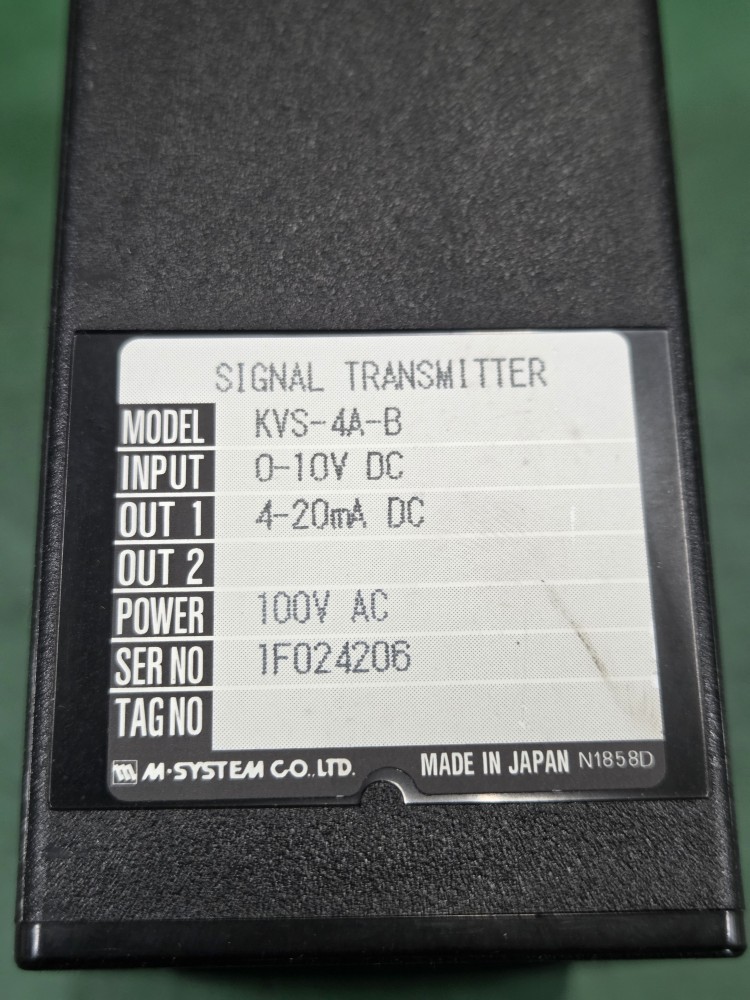 SIGNAL TRANSMITTER
MODEL KVS-4A-B
INPUT 0-10V DC
OUT 1 4-20mA DC
OUT 2
POWER 100V AC
SER NO 1F024206
TAG NO
M-SYSTEM CO.,LTD. MADE IN JAPAN N1858D